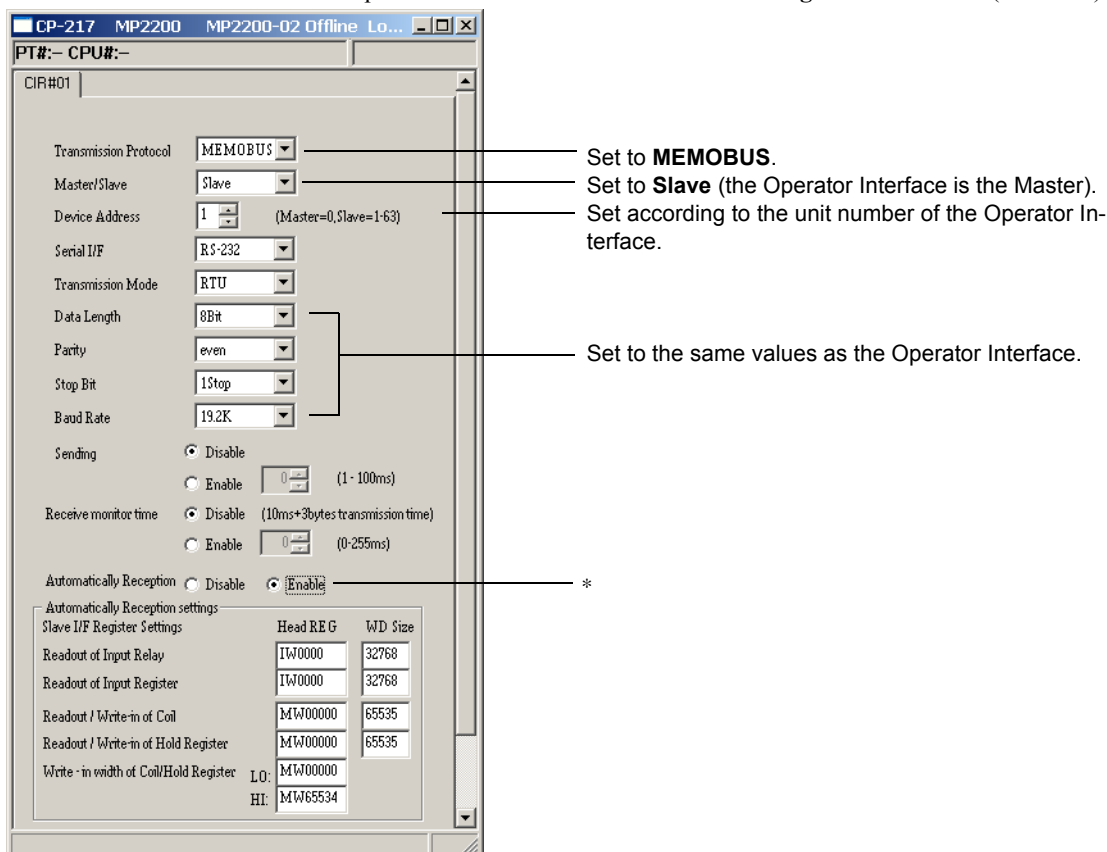 CP-217 MP2200 MP2200-02 Offline Lo...
PT#:– CPU#:–
CIR#01
Transmission Protocol MEMOBUS
Set to MEMOBUS.
Master/Slave Slave
Set to Slave (the Operator Interface is the Master).
Device Address 1 (Master=0,Slave=1-63)
Set according to the unit number of the Operator In-
terface.
Serial I/F RS-232
Transmission Mode RTU
Data Length 8Bit
Parity even
Set to the same values as the Operator Interface.
Stop Bit 1Stop
Baud Rate 19.2K
Sending Disable
Enable 0 (1 - 100ms)
Receive monitor time Disable (10ms+3bytes transmission time)
Enable 0 (0-255ms)
Automatically Reception Disable Enable *
Automatically Reception settings
Slave I/F Register Settings Head REG WD Size
Readout of Input Relay IW0000 32768
Readout of Input Register IW0000 32768
Readout / Write-in of Coil MW00000 65535
Readout / Write-in of Hold Register MW00000 65535
Write - in width of Coil/Hold Register LO: MW00000
HI: MW65534